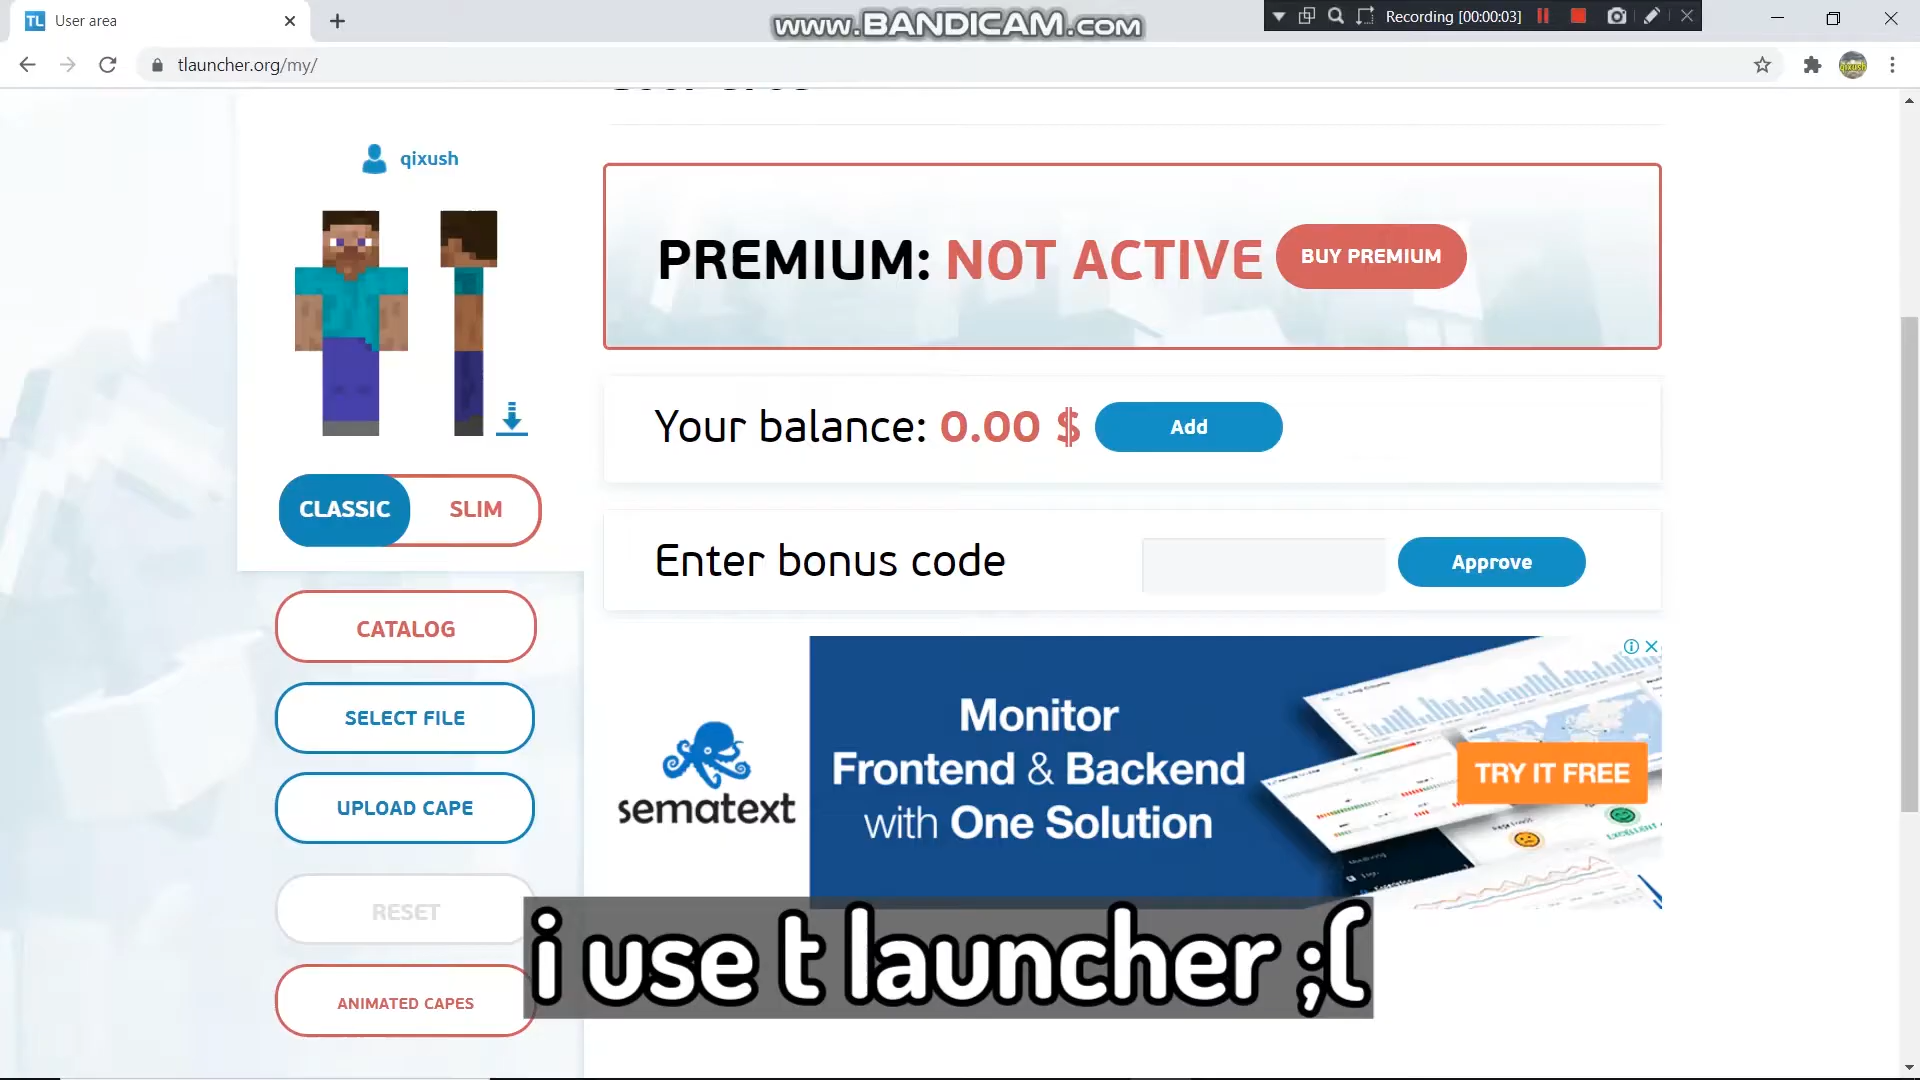 TL User area
www.BANDICAM.com
Recording [00:00:03]
tlauncher.org/my/
qixush
PREMIUM: NOT ACTIVE
BUY PREMIUM
Your balance: 0.00 $
Add
CLASSIC
SLIM
Enter bonus code
Approve
CATALOG
SELECT FILE
UPLOAD CAPE
RESET
ANIMATED CAPES
sematext
Monitor
Frontend & Backend
with One Solution
TRY IT FREE
i use t launcher ;(